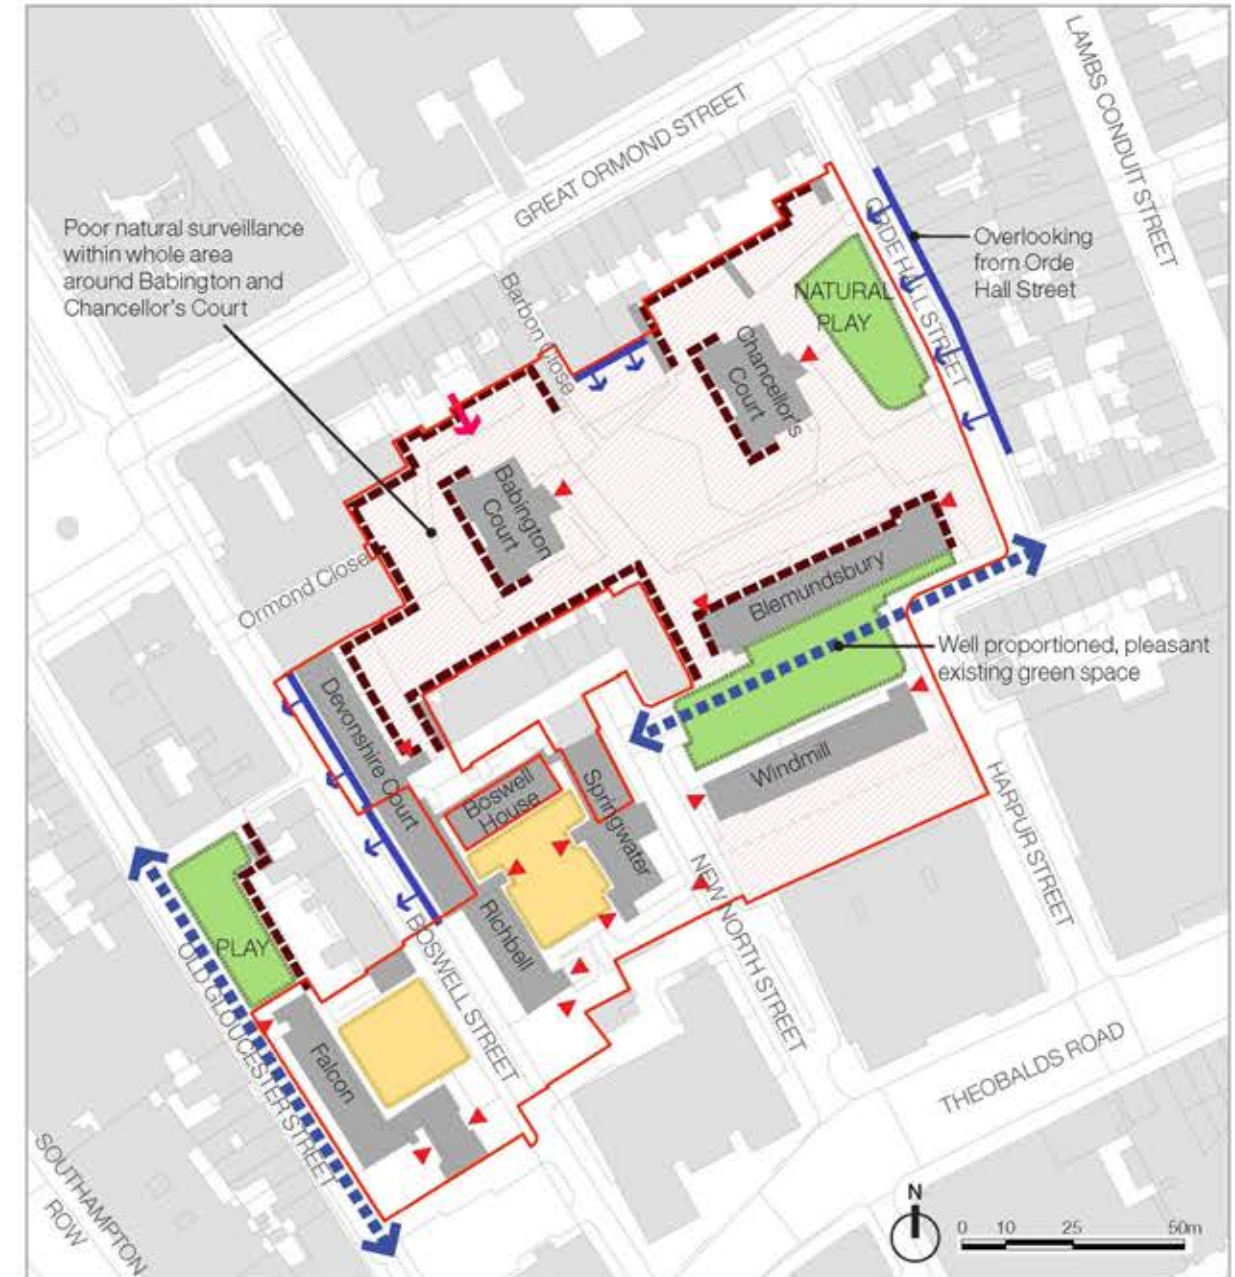 LAMBS CONDUIT STREET
GREAT ORMOND STREET
Poor natural surveillance
within whole area
around Babington and
Chancellor's Court
ORDE HALL STREET
Overlooking
from Orde
Hall Street
Barbon Close
NATURAL
PLAY
Chancellor's
Court
Babington
Court
Ormond Close
Blemundsbury
Well proportioned, pleasant
existing green space
Devonshire Court
Windmill
Boswell
House
Springwater
HARPUR STREET
NEW NORTH STREET
Richbell
PLAY
BOSWELL STREET
OLD GLOUCESTER STREET
Falcon
THEOBALDS ROAD
SOUTHAMPTON
ROW
N
0 10 25 50m